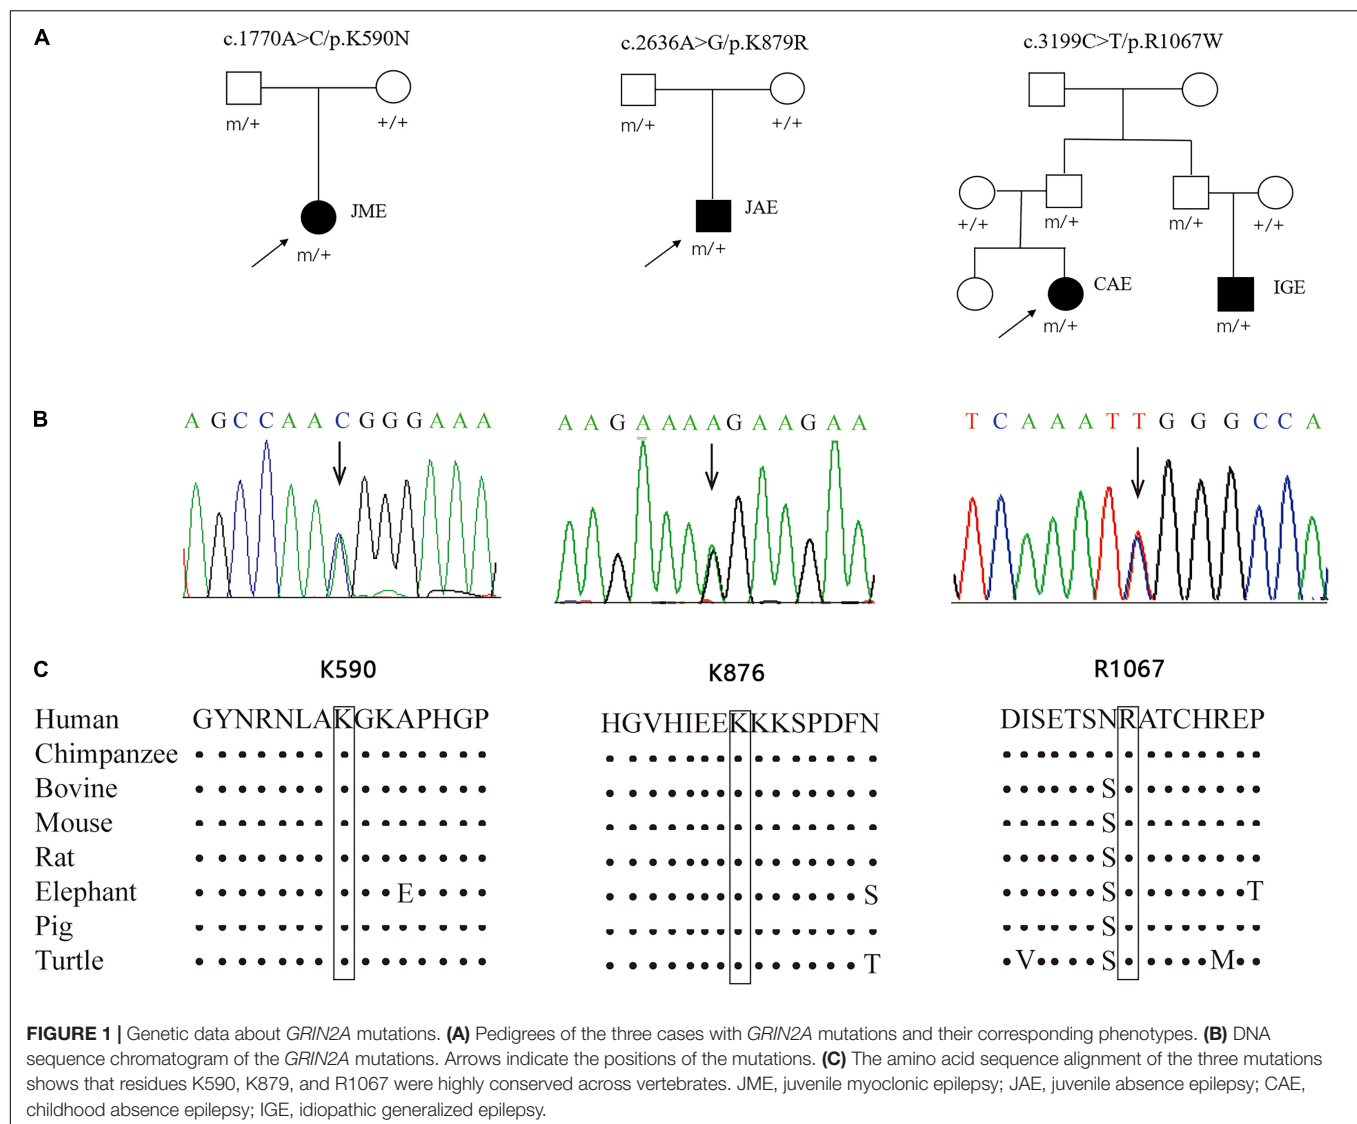 A
c.1770A>C/p.K590N
c.2636A>G/p.K879R
c.3199C>T/p.R1067W
m/+
+/+
JME
m/+
m/+
+/+
JAE
m/+
+/+
m/+
m/+
+/+
CAE
m/+
IGE
m/+
B
A G C C A A C G G G A A A
A A G A A A A G A A G A A
T C A A A T T G G G C C A
C
K590
K876
R1067
Human GYNRNLAKGKAPHGP HGVHIEEKKKSPDFN DISETSNRATCHREP
Chimpanzee ••••••••••••••• ••••••••••••••• •••••••••••••••
Bovine ••••••••••••••• ••••••••••••••• ••••••S••••••••
Mouse ••••••••••••••• ••••••••••••••• ••••••S••••••••
Rat ••••••••••••••• ••••••••••••••• ••••••S••••••••
Elephant ••••••••••E•••• ••••••••••••••S ••••••S•••••••T
Pig ••••••••••••••• ••••••••••••••• ••••••S••••••••
Turtle ••••••••••••••• ••••••••••••••T •V••••S•••••M••
FIGURE 1 | Genetic data about GRIN2A mutations. (A) Pedigrees of the three cases with GRIN2A mutations and their corresponding phenotypes. (B) DNA
sequence chromatogram of the GRIN2A mutations. Arrows indicate the positions of the mutations. (C) The amino acid sequence alignment of the three mutations
shows that residues K590, K879, and R1067 were highly conserved across vertebrates. JME, juvenile myoclonic epilepsy; JAE, juvenile absence epilepsy; CAE,
childhood absence epilepsy; IGE, idiopathic generalized epilepsy.